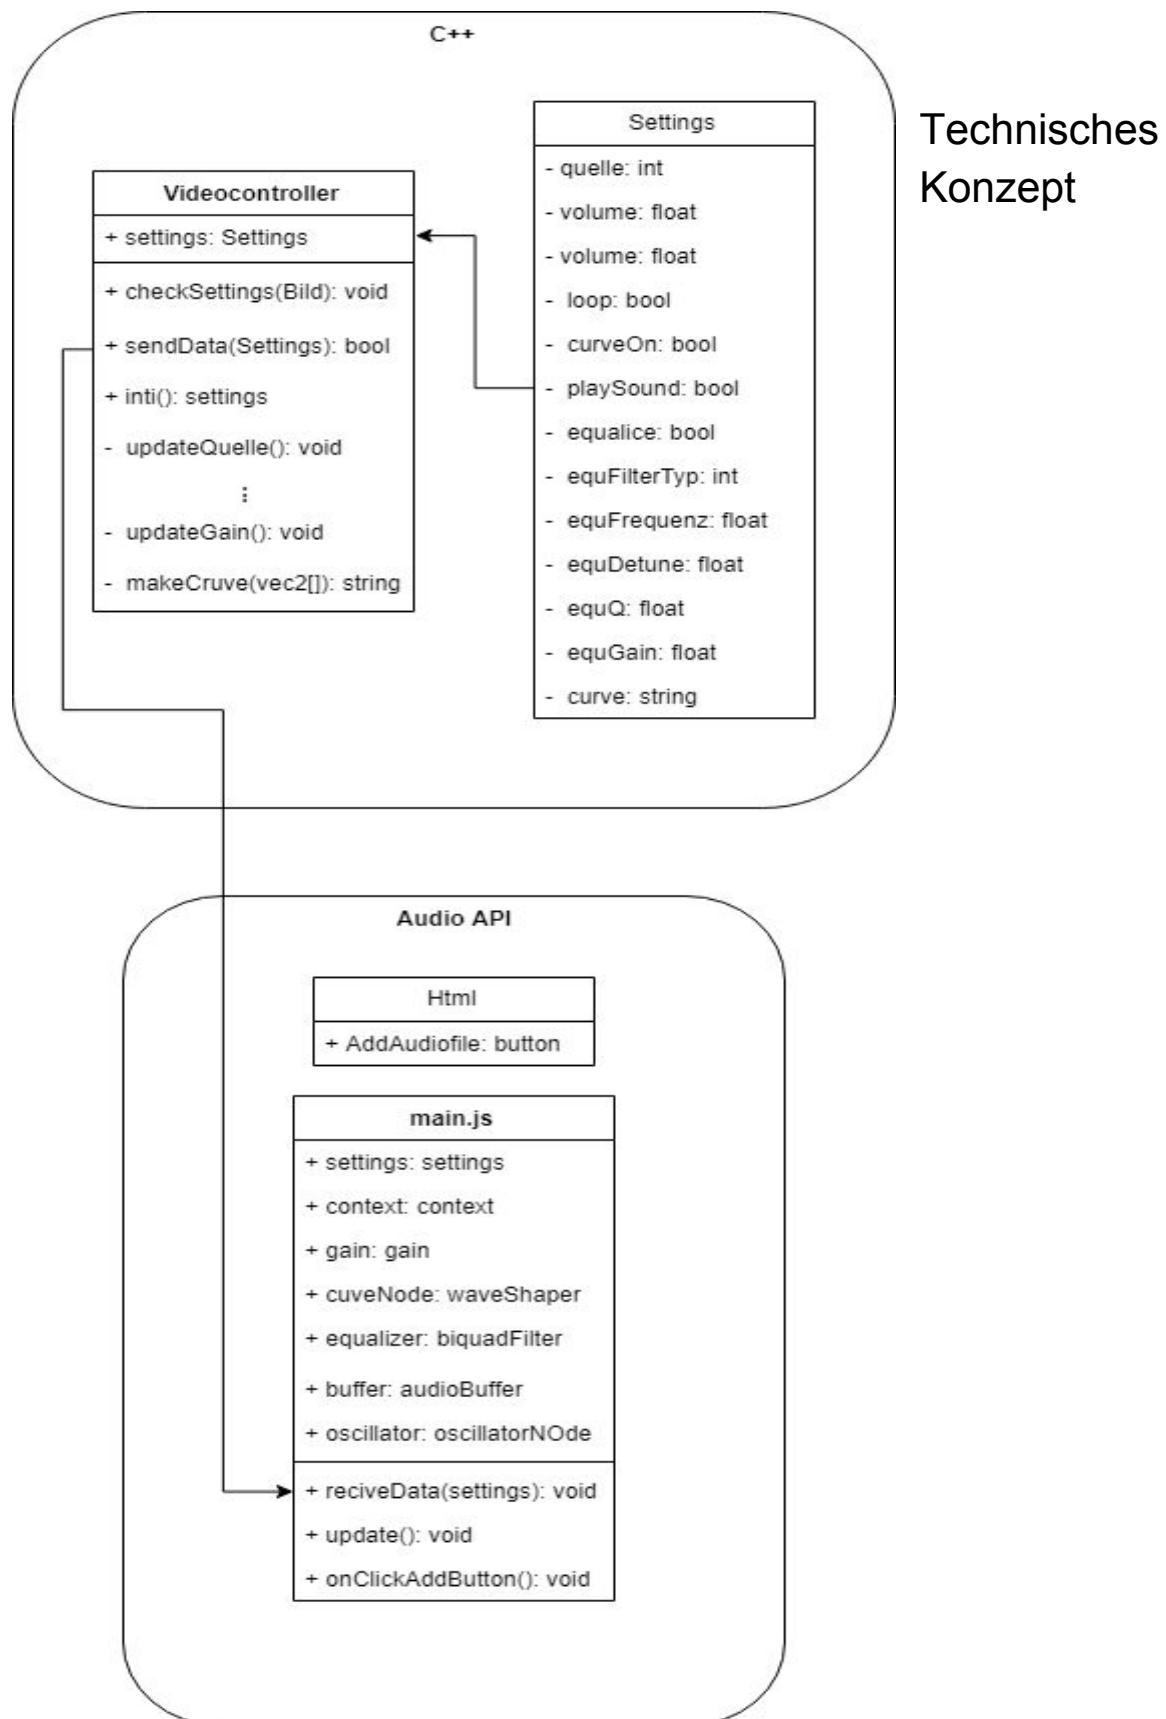 C++
Technisches
Konzept
Videocontroller
+ settings: Settings
+ checkSettings(Bild): void
+ sendData(Settings): bool
+ inti(): settings
- updateQuelle(): void
⋮
- updateGain(): void
- makeCruve(vec2[]): string
Settings
- quelle: int
- volume: float
- volume: float
- loop: bool
- curveOn: bool
- playSound: bool
- equalice: bool
- equFilterTyp: int
- equFrequenz: float
- equDetune: float
- equQ: float
- equGain: float
- curve: string
Audio API
Html
+ AddAudiofile: button
main.js
+ settings: settings
+ context: context
+ gain: gain
+ cuveNode: waveShaper
+ equalizer: biquadFilter
+ buffer: audioBuffer
+ oscillator: oscillatorNOde
+ reciveData(settings): void
+ update(): void
+ onClickAddButton(): void